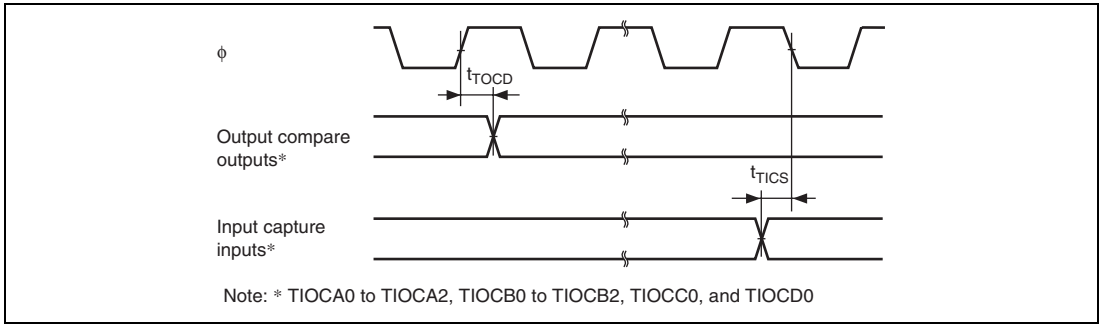 ϕ
tTOCD
Output compare
outputs*
tTICS
Input capture
inputs*
Note: * TIOCA0 to TIOCA2, TIOCB0 to TIOCB2, TIOCC0, and TIOCD0